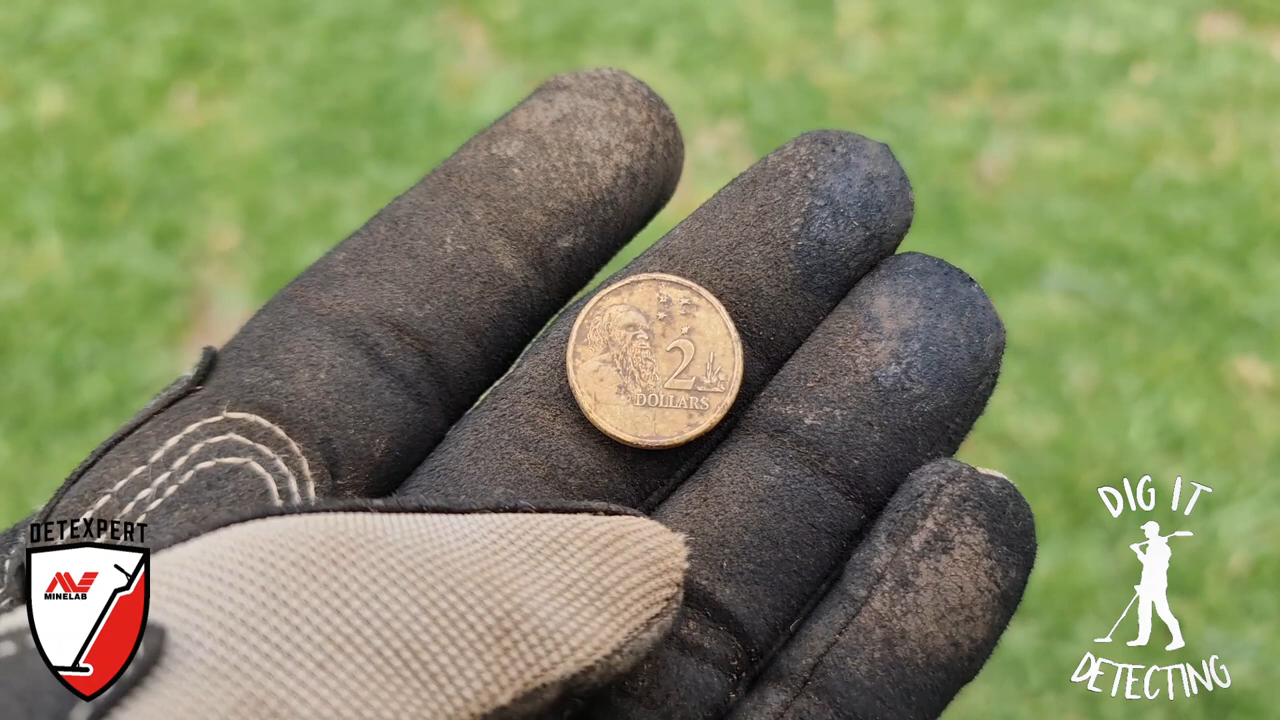 2
DOLLARS
DETEXPERT
MINELAB
DIG IT
DETECTING